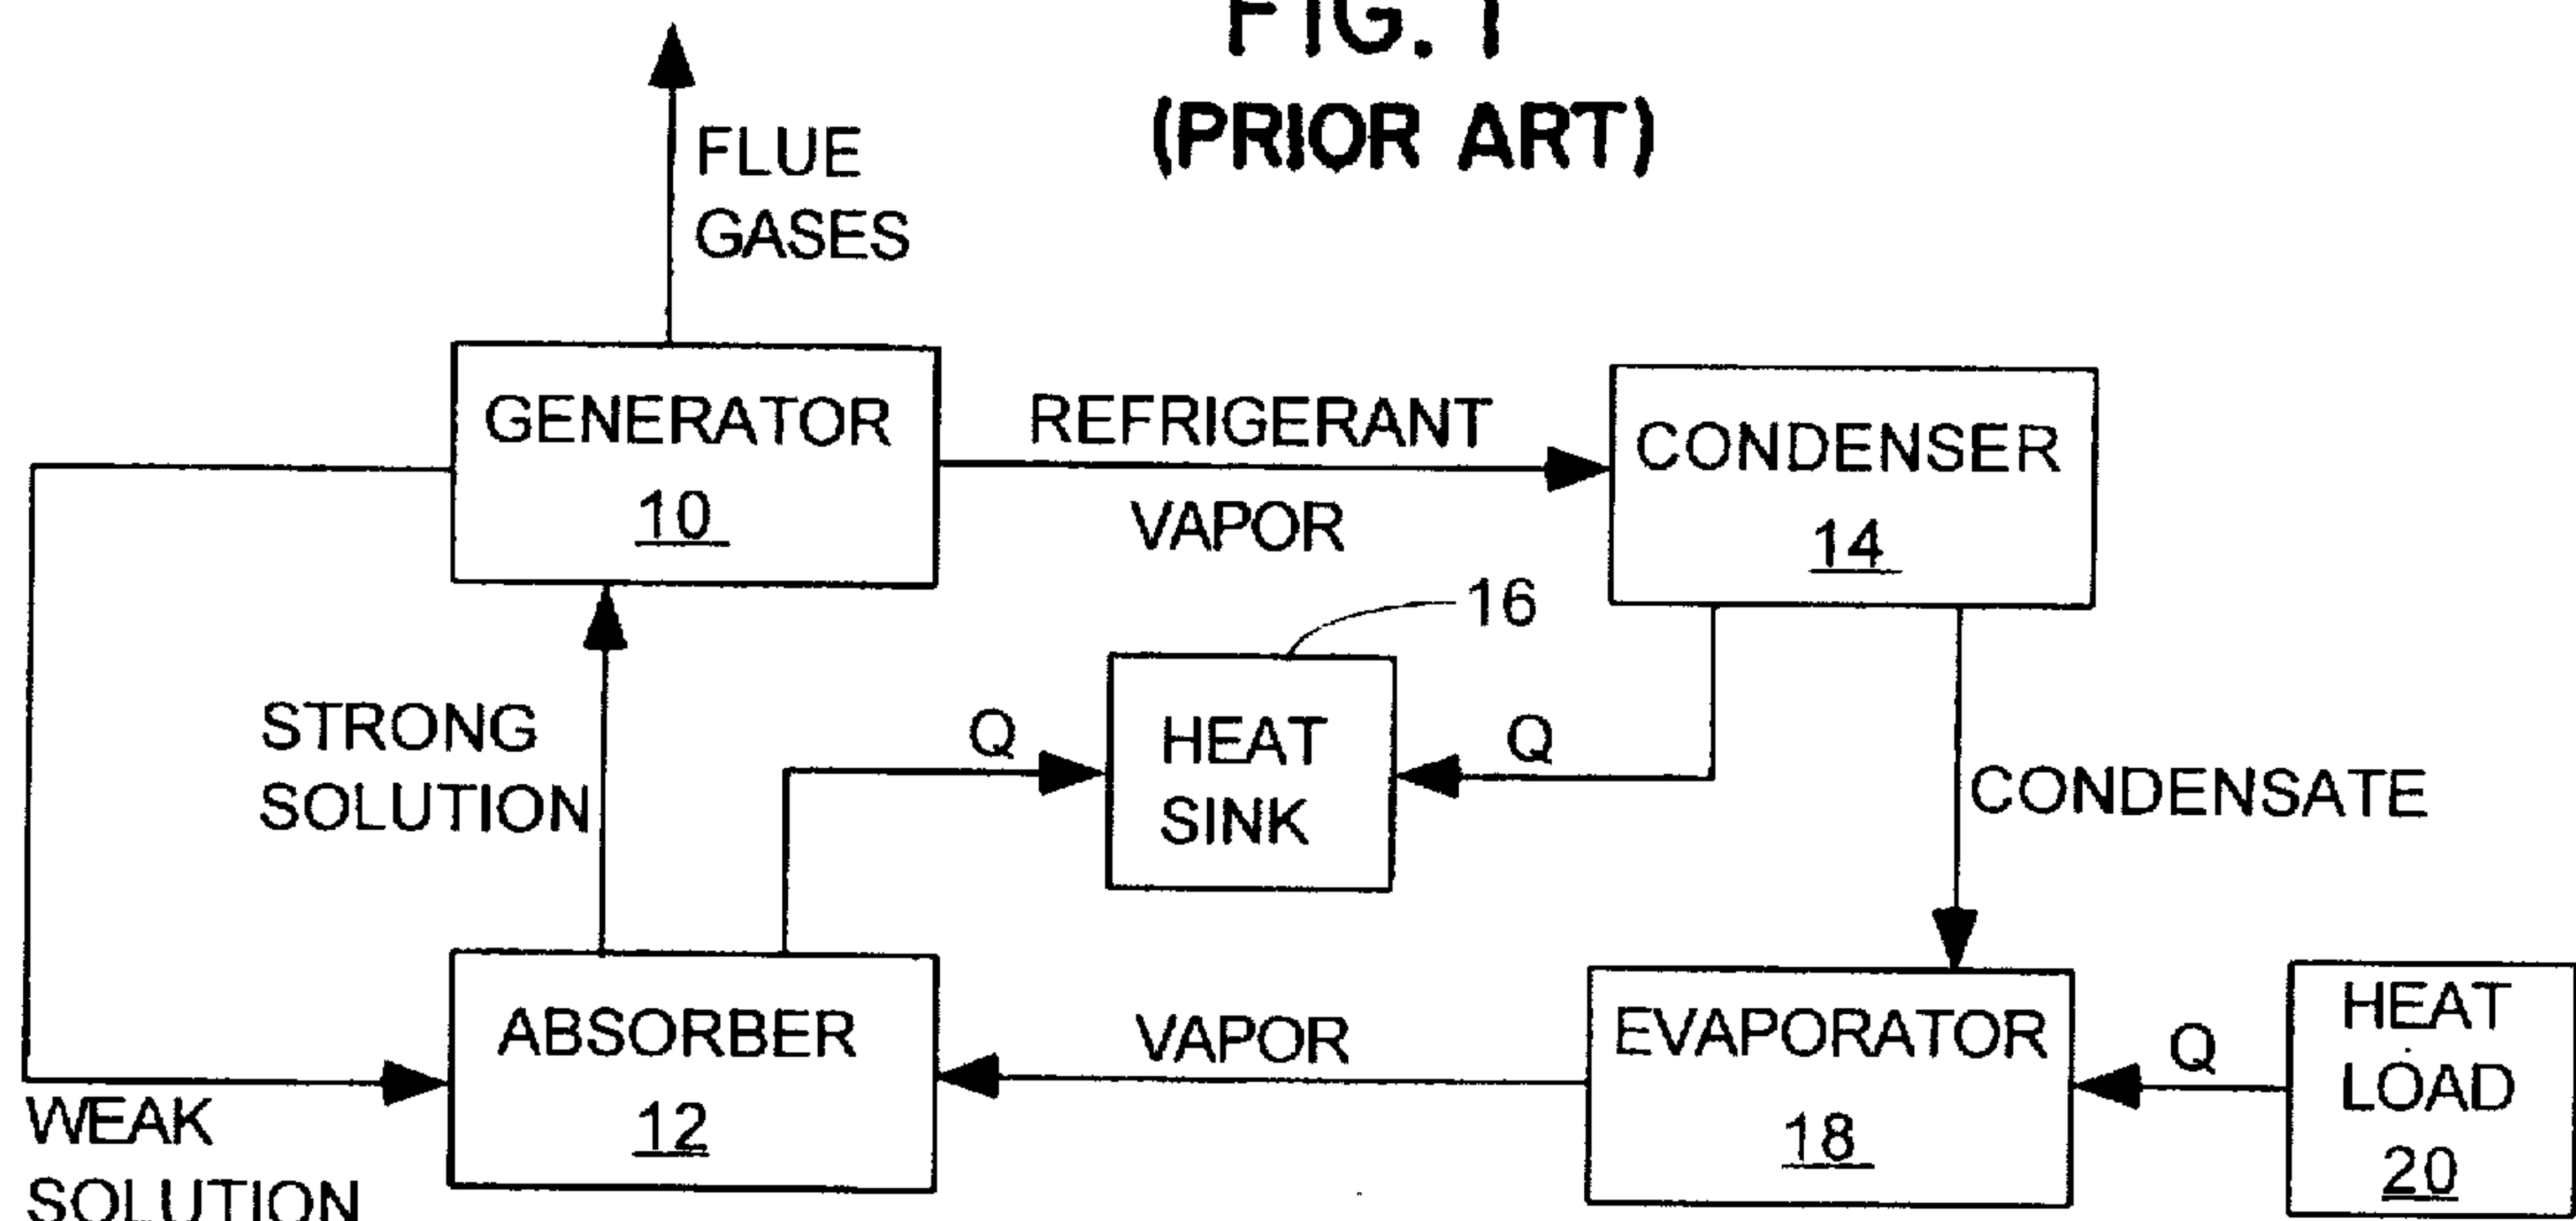 FIG. 1
(PRIOR ART)
FLUE
GASES
GENERATOR
10
REFRIGERANT
VAPOR
CONDENSER
14
16
STRONG
SOLUTION
Q
HEAT
SINK
Q
CONDENSATE
ABSORBER
12
VAPOR
EVAPORATOR
18
Q
HEAT
LOAD
20
WEAK
SOLUTION